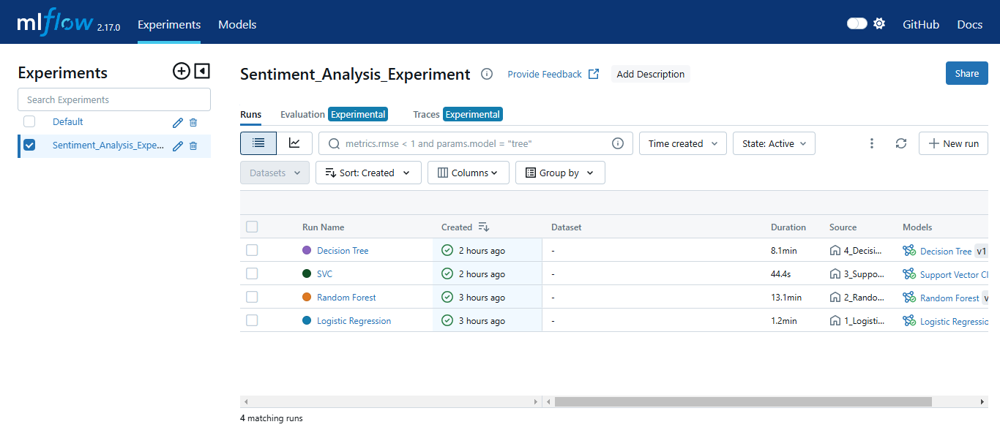 mlflow 2.17.0 Experiments Models GitHub Docs
Experiments
Search Experiments
Default
Sentiment_Analysis_Expe...
Sentiment_Analysis_Experiment Provide Feedback Add Description Share
Runs Evaluation Experimental Traces Experimental
metrics.rmse < 1 and params.model = "tree" Time created State: Active New run
Datasets Sort: Created Columns Group by
Run Name Created Dataset Duration Source Models
Decision Tree 2 hours ago - 8.1min 4_Decisi... Decision Tree v1
SVC 2 hours ago - 44.4s 3_Suppo... Support Vector Cl
Random Forest 3 hours ago - 13.1min 2_Rando... Random Forest v
Logistic Regression 3 hours ago - 1.2min 1_Logisti... Logistic Regressio
4 matching runs